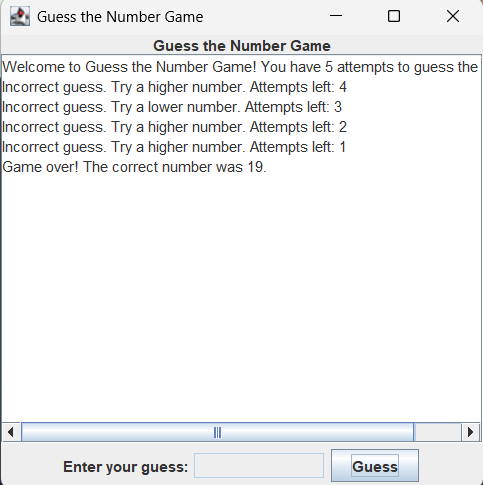 Guess the Number Game
Guess the Number Game
Welcome to Guess the Number Game! You have 5 attempts to guess the
Incorrect guess. Try a higher number. Attempts left: 4
Incorrect guess. Try a lower number. Attempts left: 3
Incorrect guess. Try a higher number. Attempts left: 2
Incorrect guess. Try a higher number. Attempts left: 1
Game over! The correct number was 19.
Enter your guess: Guess